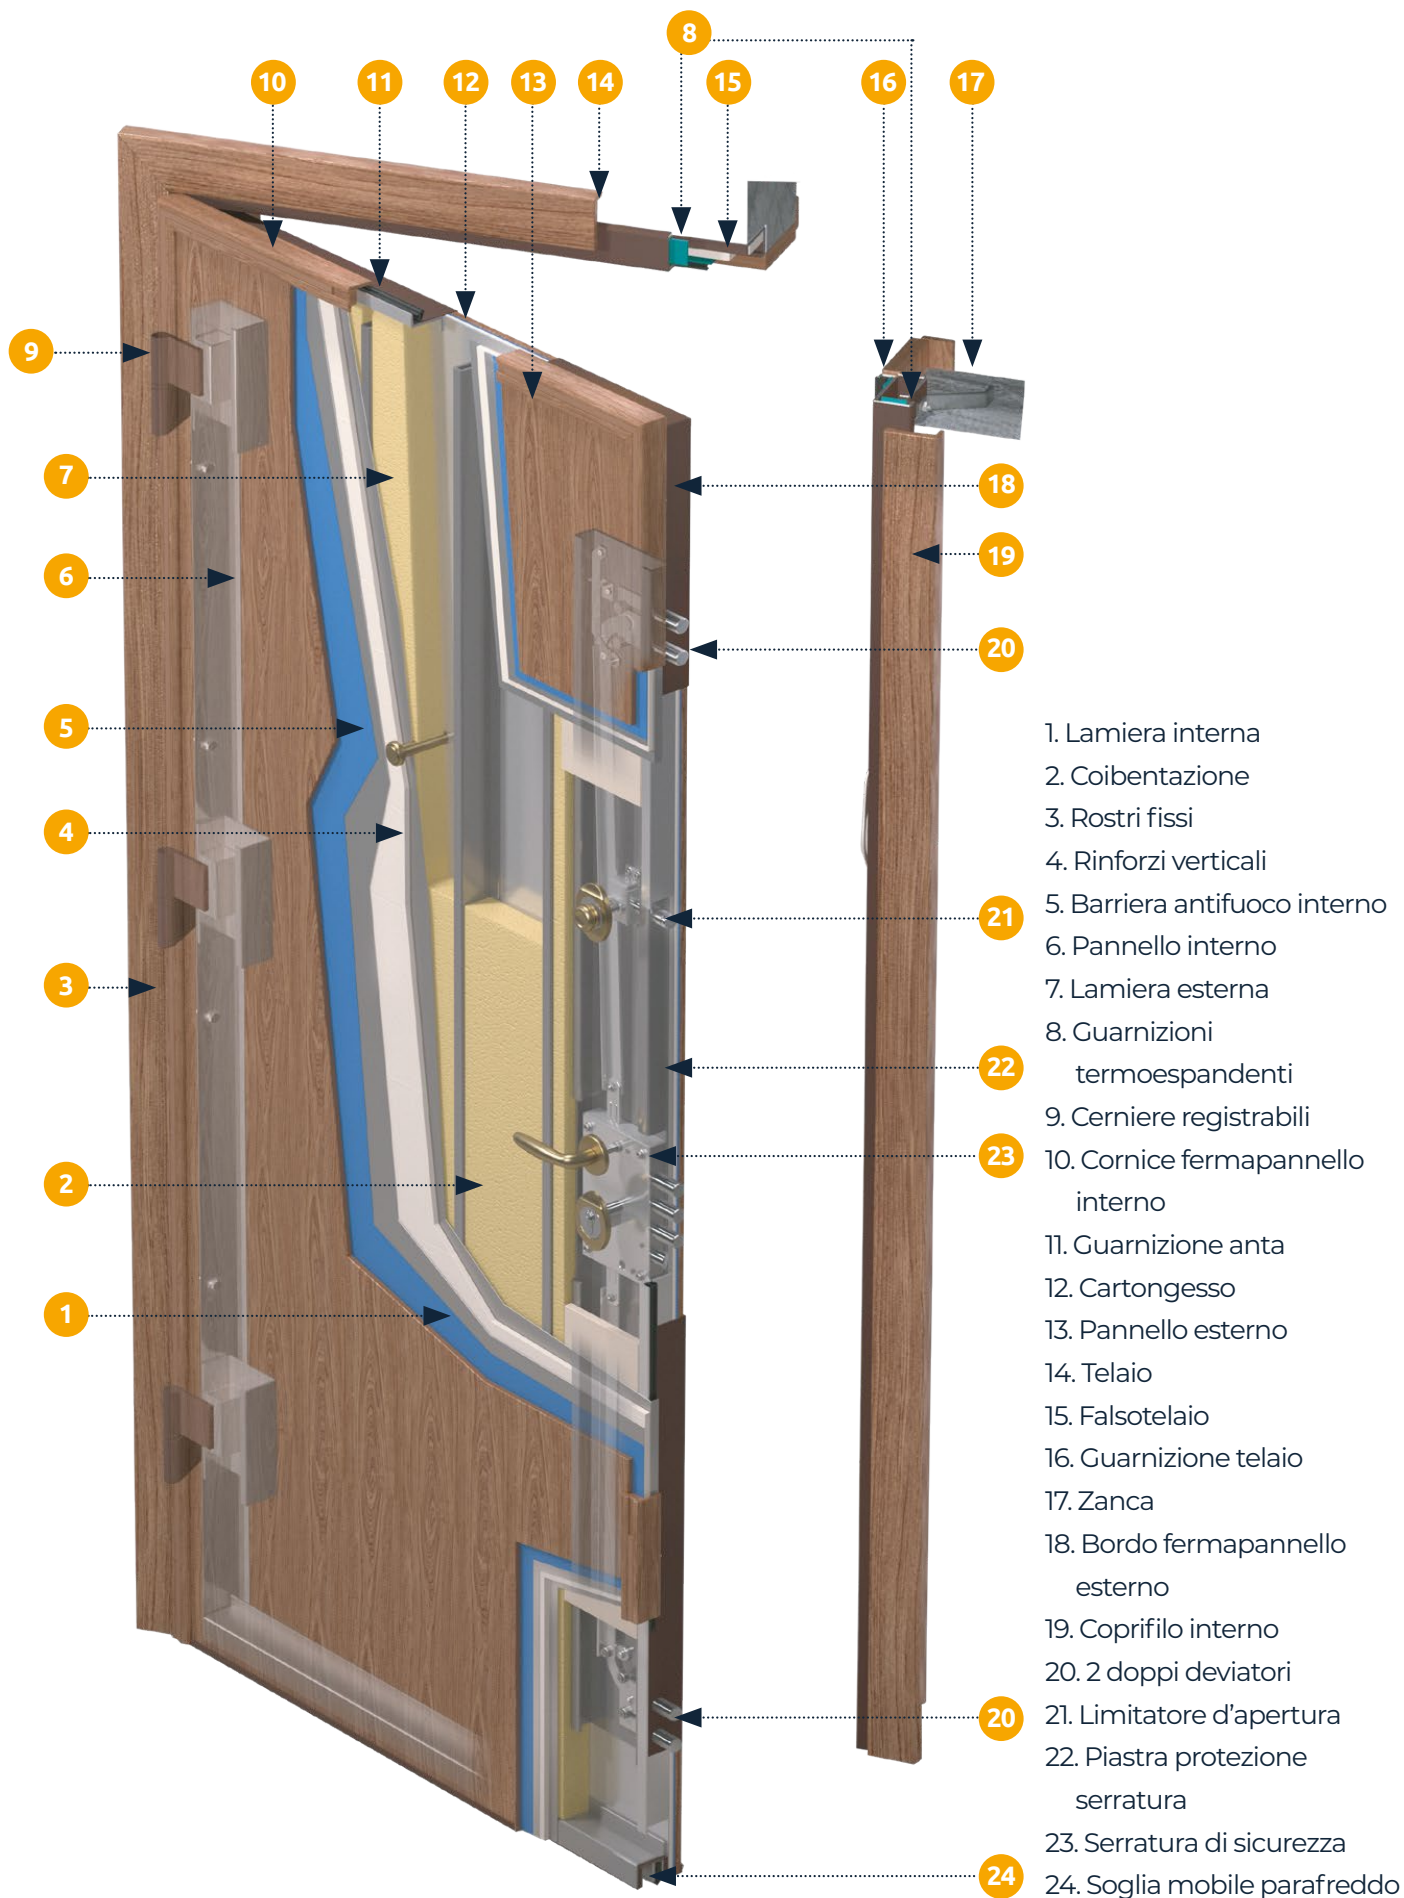 8
10
11
12
13
14
15
16
17
9
7
18
6
19
20
5
4
21
3
22
23
2
1
20
24
1. Lamiera interna
2. Coibentazione
3. Rostri fissi
4. Rinforzi verticali
5. Barriera antifuoco interno
6. Pannello interno
7. Lamiera esterna
8. Guarnizioni
termoespandenti
9. Cerniere registrabili
10. Cornice fermapannello
interno
11. Guarnizione anta
12. Cartongesso
13. Pannello esterno
14. Telaio
15. Falsotelaio
16. Guarnizione telaio
17. Zanca
18. Bordo fermapannello
esterno
19. Coprifilo interno
20. 2 doppi deviatori
21. Limitatore d’apertura
22. Piastra protezione
serratura
23. Serratura di sicurezza
24. Soglia mobile parafreddo